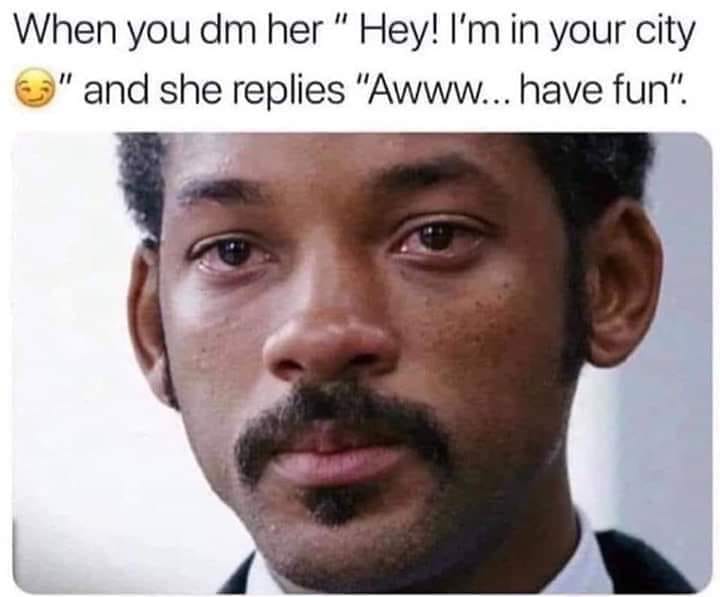 When you dm her " Hey! I'm in your city
😏" and she replies "Awww... have fun".